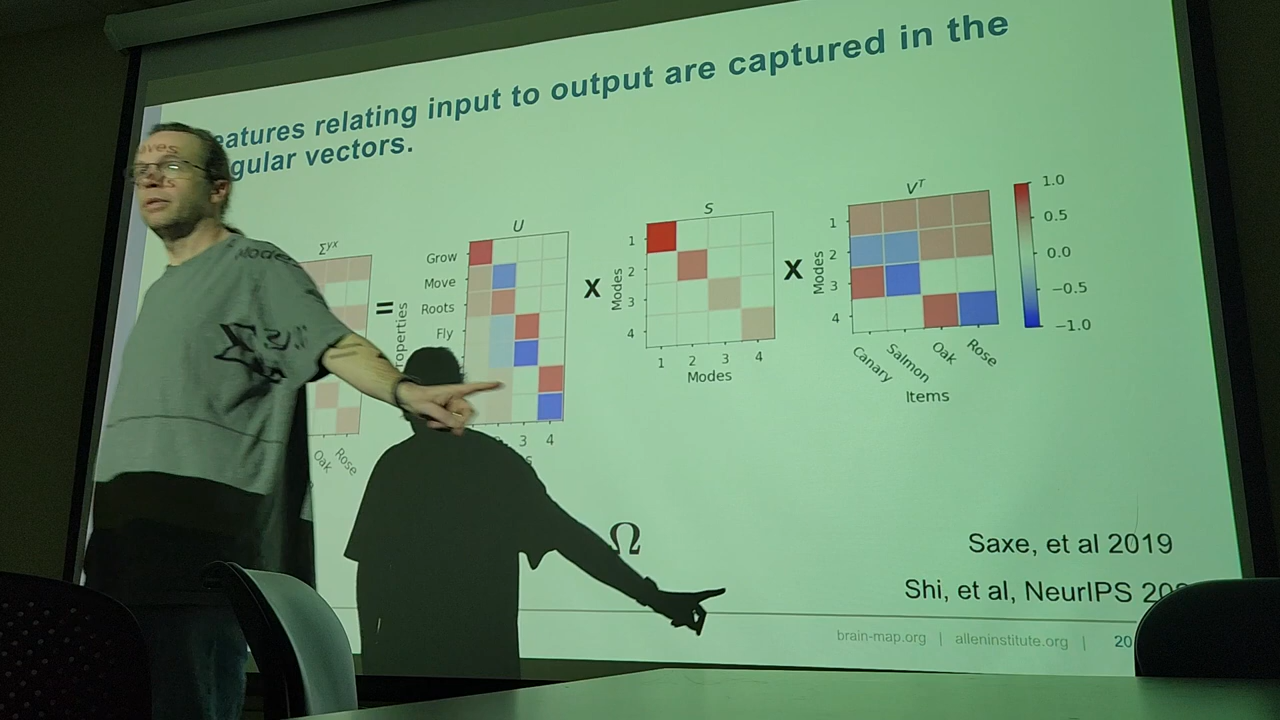 eatures relating input to output are captured in the
gular vectors.
Σʸˣ
=
U
Grow
Move
Roots
Fly
operties
3 4
X
S
Modes
1
2
3
4
1 2 3 4
Modes
X
Vᵀ
Modes
1
2
3
4
Canary Salmon Oak Rose
Items
1.0
0.5
0.0
−0.5
−1.0
Oak Rose
Ω
Saxe, et al 2019
Shi, et al, NeurIPS 20
brain-map.org | alleninstitute.org | 20